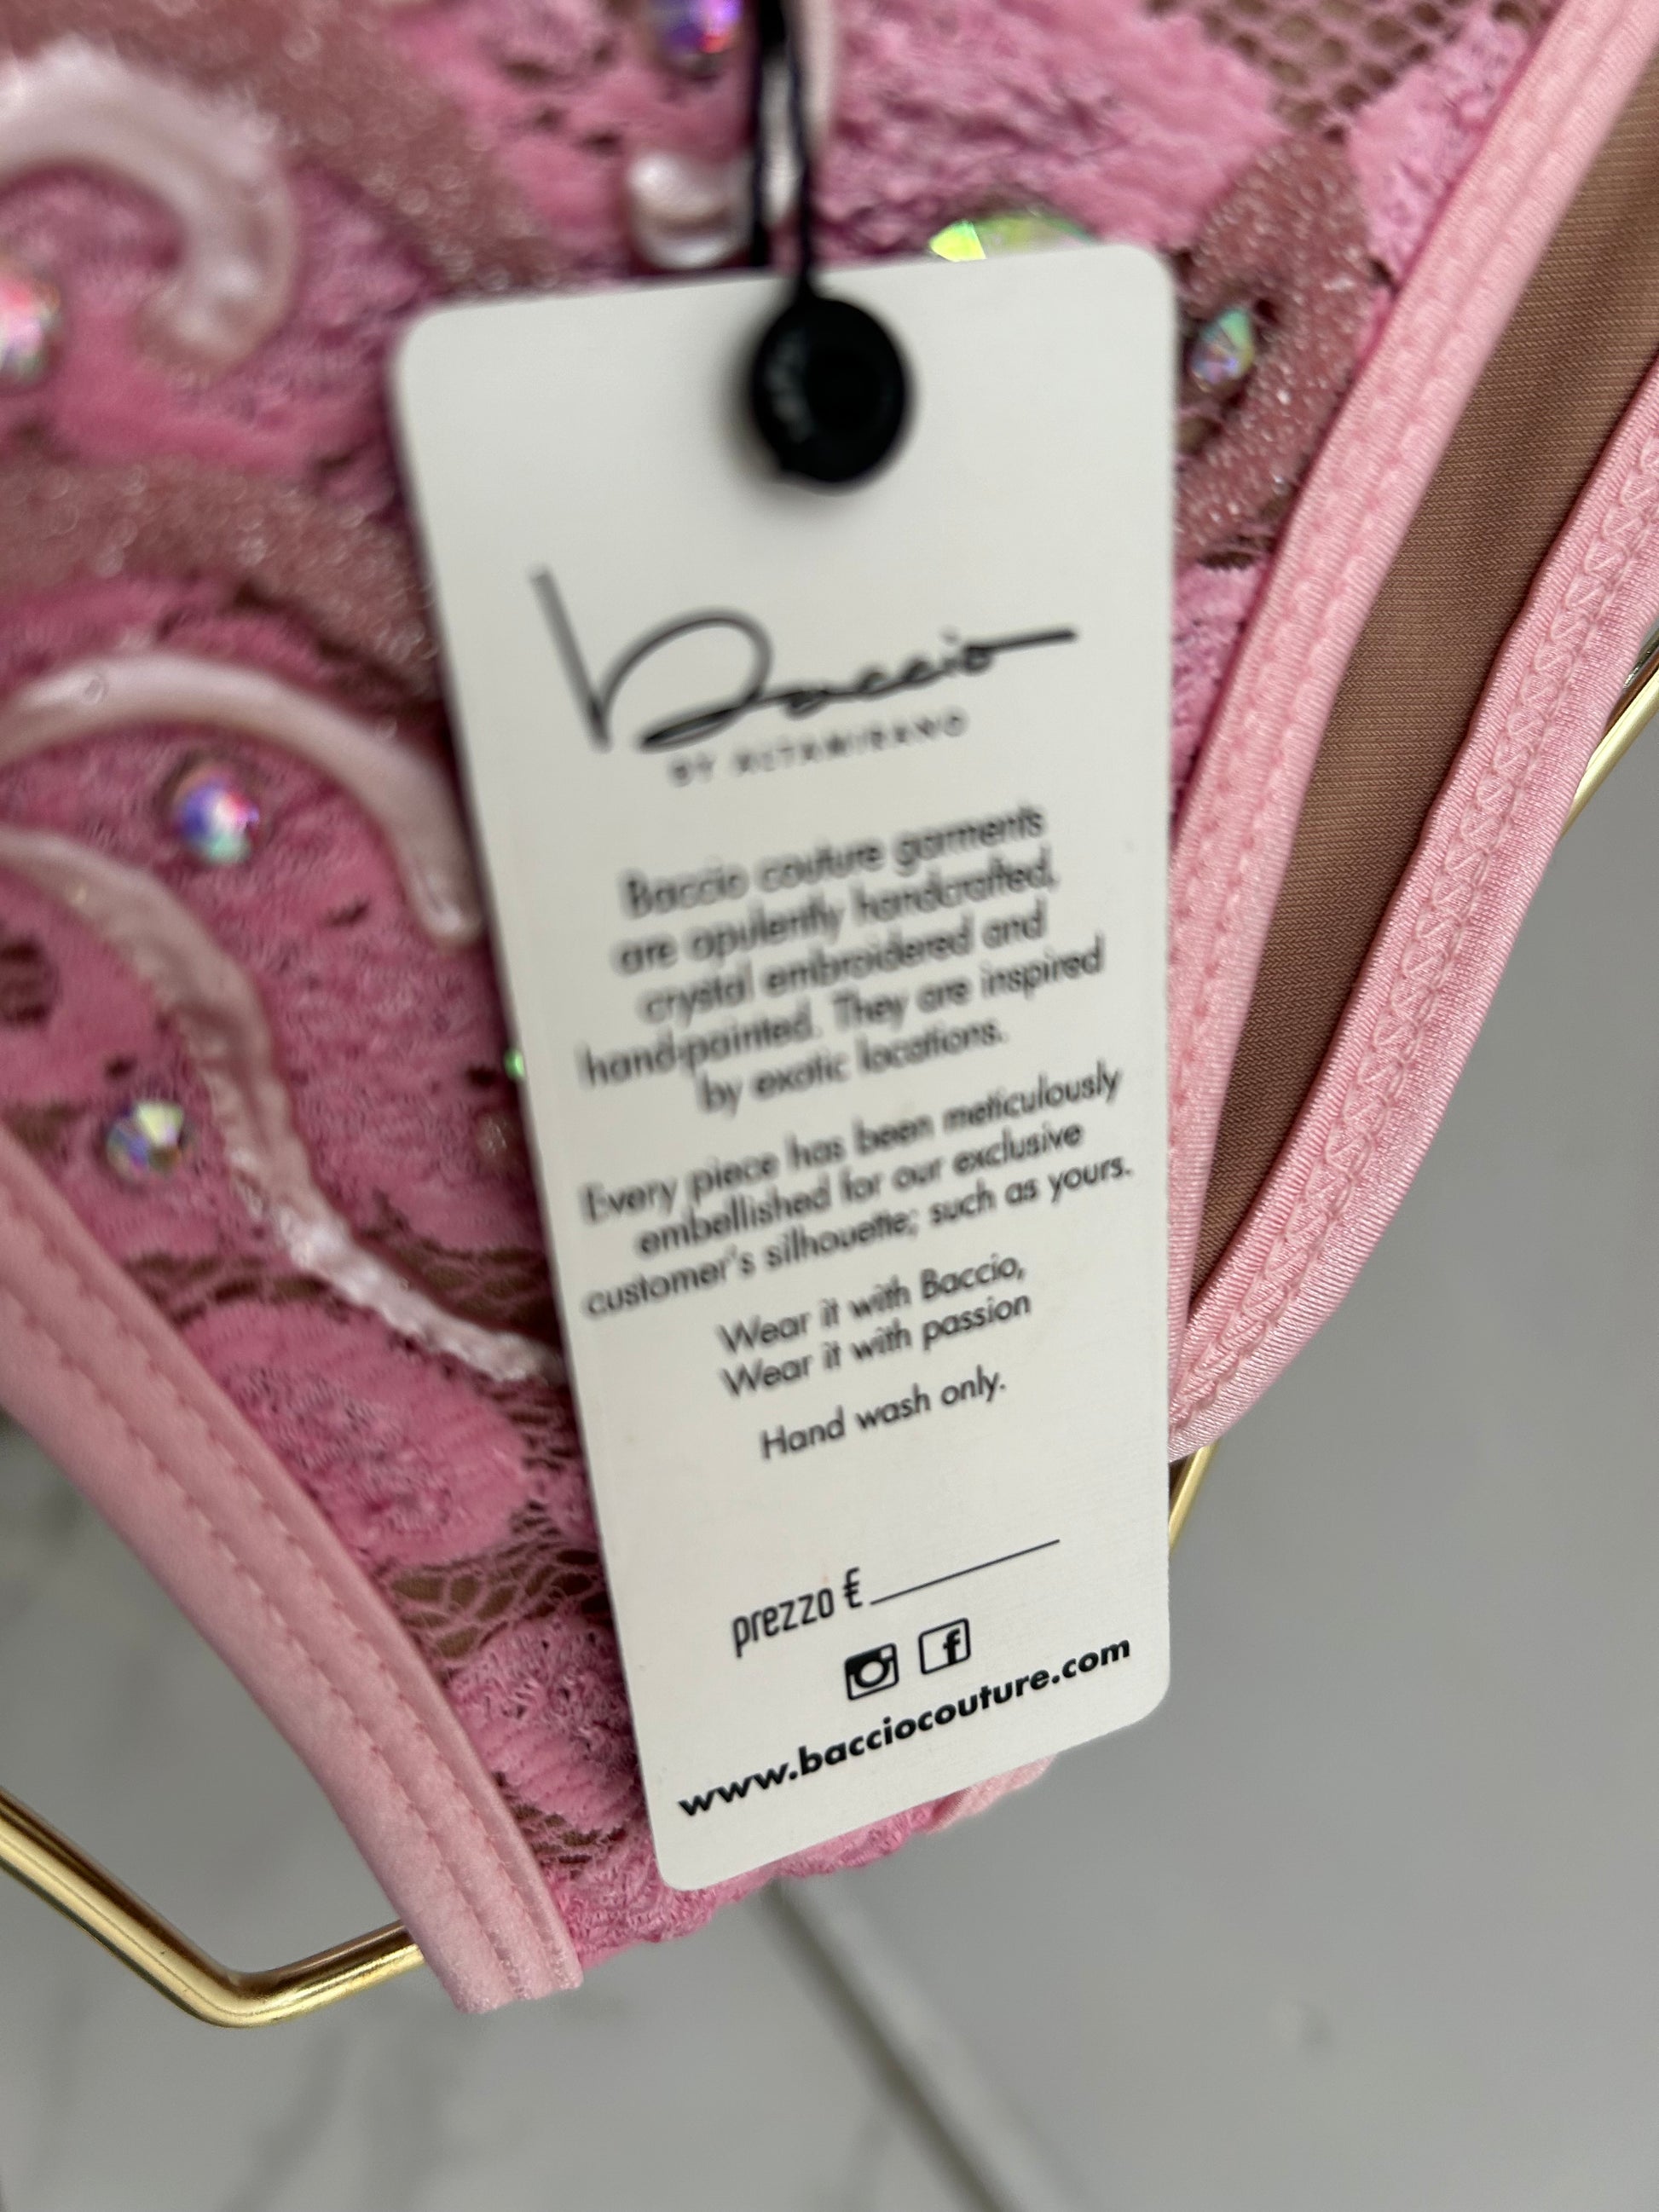 baccio
BY ALTAMIRANO
Baccio couture garments
are opulently handcrafted,
crystal embroidered and
hand-painted. They are inspired
by exotic locations.
Every piece has been meticulously
embellished for our exclusive
customer's silhouette; such as yours.
Wear it with Baccio,
Wear it with passion
Hand wash only.
prezzo €
www.bacciocouture.com